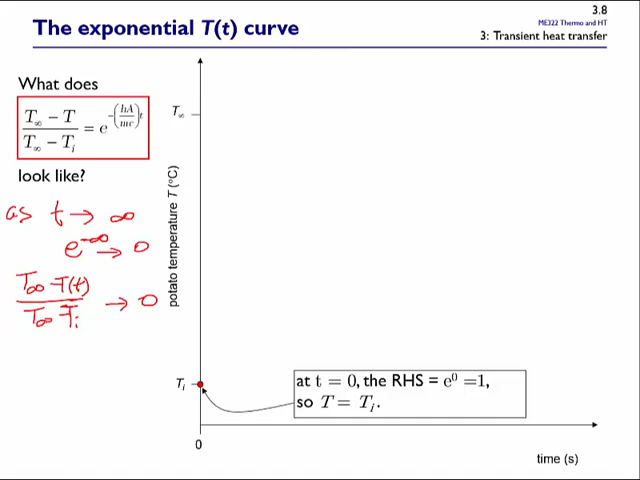 3.8
The exponential T(t) curve
ME322 Thermo and HT
3: Transient heat transfer
What does
T∞ − T / T∞ − Ti = e^−(hA/mc)t
look like?
as t → ∞
e^−∞ → 0
T∞ − T(t) / T∞ − Ti → 0
T∞
potato temperature T (°C)
Ti
at t = 0, the RHS = e^0 =1,
so T = Ti.
0
time (s)